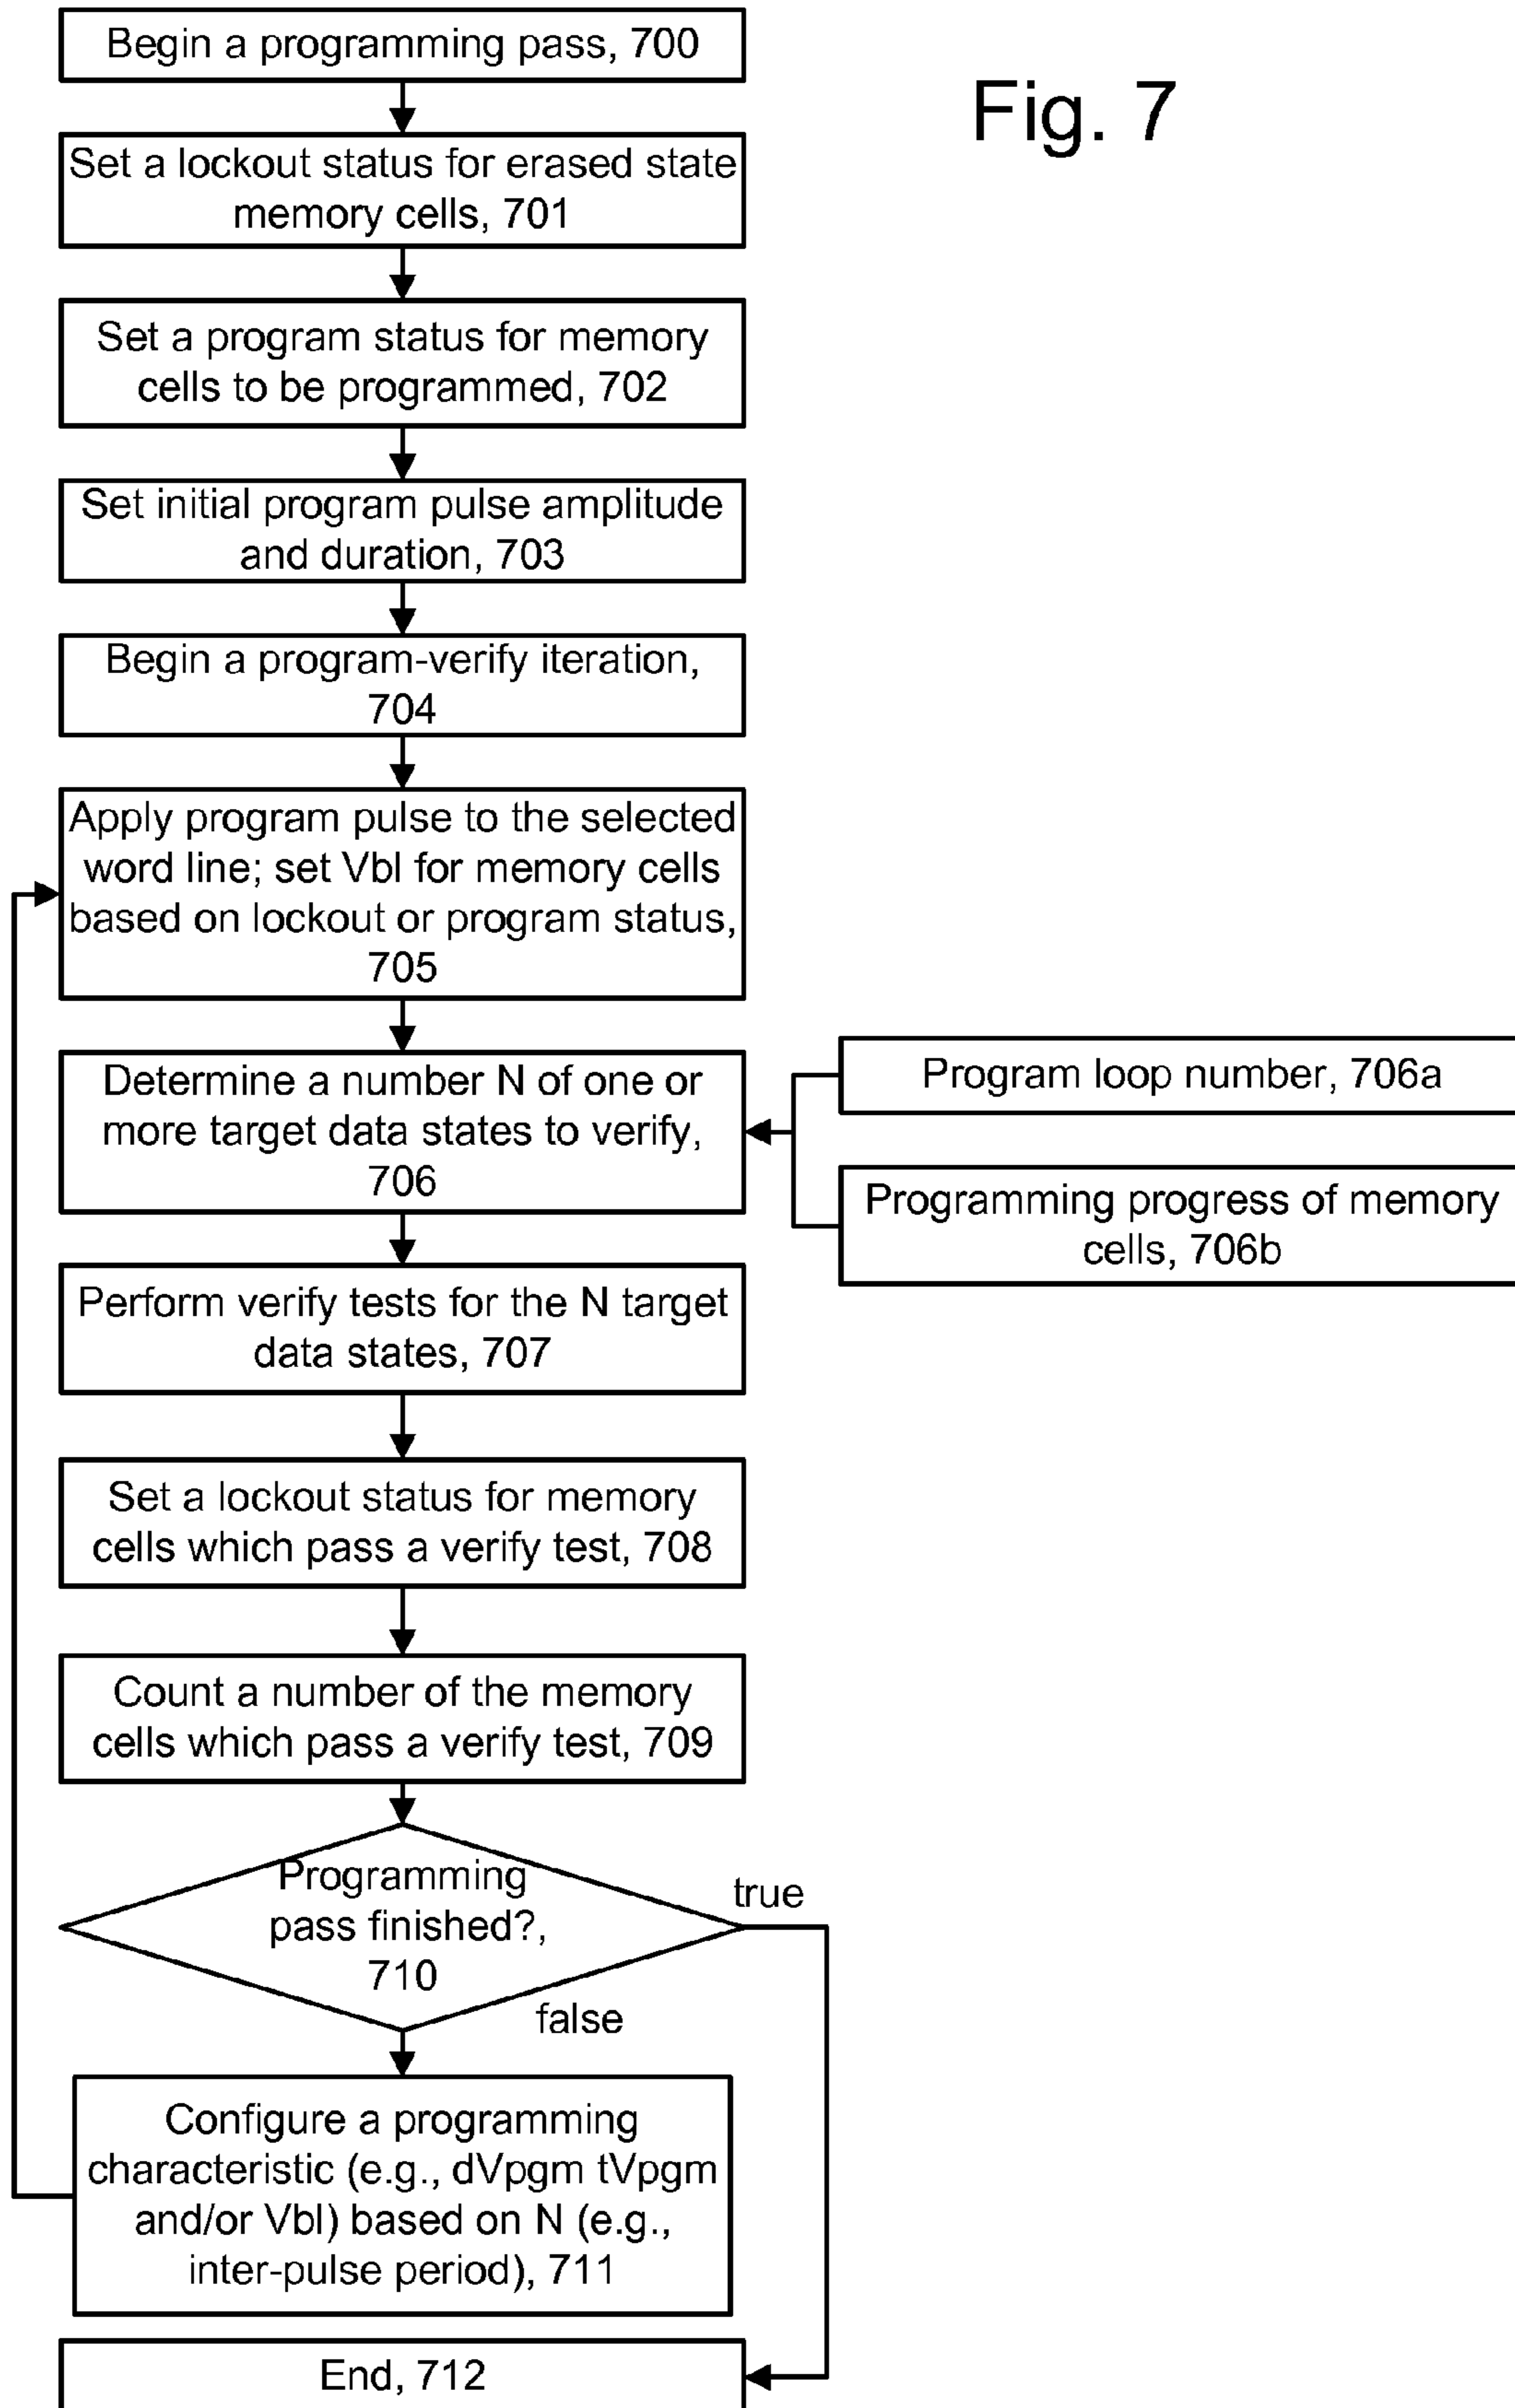 Fig. 7
Begin a programming pass, 700
Set a lockout status for erased state
memory cells, 701
Set a program status for memory
cells to be programmed, 702
Set initial program pulse amplitude
and duration, 703
Begin a program-verify iteration,
704
Apply program pulse to the selected
word line; set Vbl for memory cells
based on lockout or program status,
705
Determine a number N of one or
more target data states to verify,
706
Program loop number, 706a
Programming progress of memory
cells, 706b
Perform verify tests for the N target
data states, 707
Set a lockout status for memory
cells which pass a verify test, 708
Count a number of the memory
cells which pass a verify test, 709
Programming
pass finished?,
710
true
false
Configure a programming
characteristic (e.g., dVpgm tVpgm
and/or Vbl) based on N (e.g.,
inter-pulse period), 711
End, 712